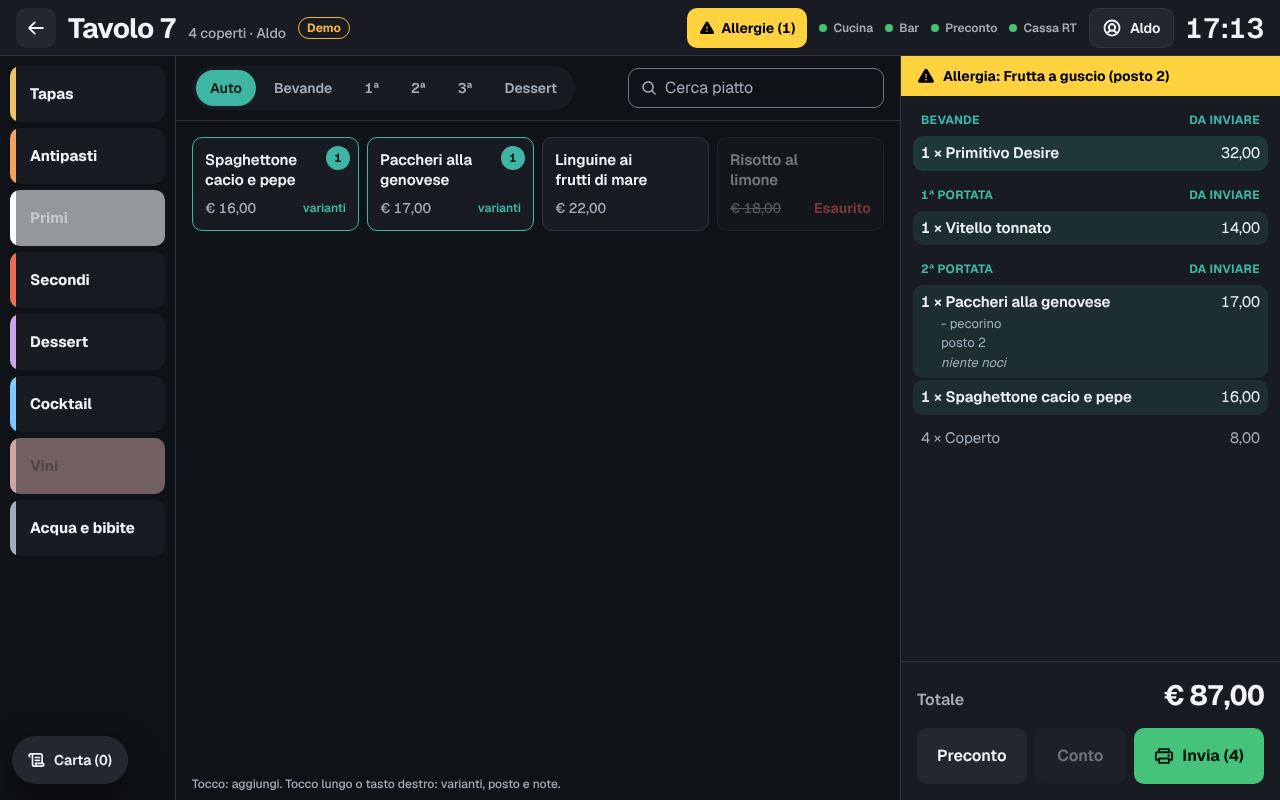 Tavolo 7
4 coperti · Aldo
Demo
Allergie (1)
Cucina
Bar
Preconto
Cassa RT
Aldo
17:13
Tapas
Antipasti
Primi
Secondi
Dessert
Cocktail
Vini
Acqua e bibite
Carta (0)
Auto
Bevande
1ª
2ª
3ª
Dessert
Cerca piatto
Spaghettone
cacio e pepe
1
€ 16,00
varianti
Paccheri alla
genovese
1
€ 17,00
varianti
Linguine ai
frutti di mare
€ 22,00
Risotto al
limone
€ 18,00
Esaurito
Tocco: aggiungi. Tocco lungo o tasto destro: varianti, posto e note.
Allergia: Frutta a guscio (posto 2)
BEVANDE DA INVIARE
1 × Primitivo Desire 32,00
1ª PORTATA DA INVIARE
1 × Vitello tonnato 14,00
2ª PORTATA DA INVIARE
1 × Paccheri alla genovese 17,00
- pecorino
posto 2
niente noci
1 × Spaghettone cacio e pepe 16,00
4 × Coperto 8,00
Totale € 87,00
Preconto
Conto
Invia (4)